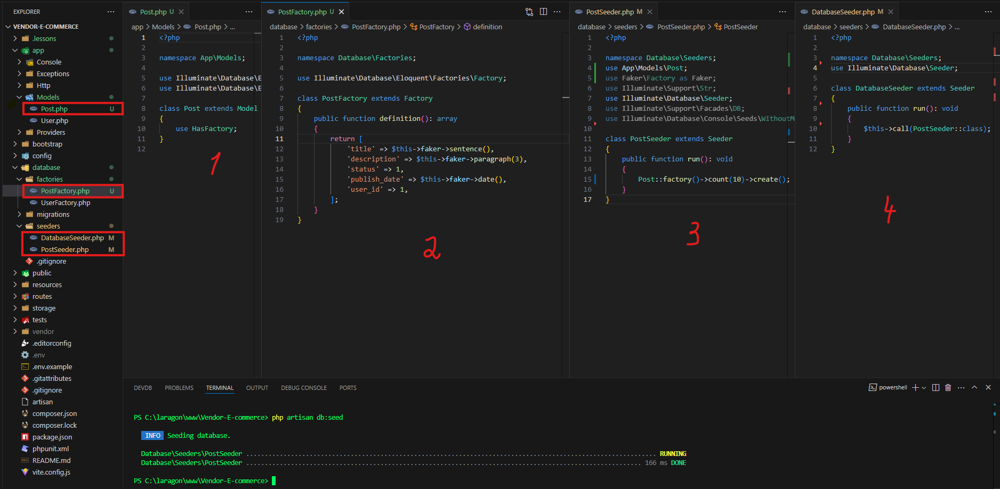 EXPLORER
VENDOR-E-COMMERCE
.lessons
app
Console
Exceptions
Http
Models
Post.php U
User.php
Providers
bootstrap
config
database
factories
PostFactory.php U
UserFactory.php
migrations
seeders
DatabaseSeeder.php M
PostSeeder.php M
.gitignore
public
resources
routes
storage
tests
vendor
.editorconfig
.env
.env.example
.gitattributes
.gitignore
artisan
composer.json
composer.lock
package.json
phpunit.xml
README.md
vite.config.js
Post.php U
app > Models > Post.php > ...
1 <?php
2
3 namespace App\Models;
4
5 use Illuminate\Database\E
6 use Illuminate\Database\E
7
8 class Post extends Model
9 {
10 use HasFactory;
11 }
12
1
PostFactory.php U
database > factories > PostFactory.php > PostFactory > definition
1 <?php
2
3 namespace Database\Factories;
4
5 use Illuminate\Database\Eloquent\Factories\Factory;
6
7 class PostFactory extends Factory
8 {
9 public function definition(): array
10 {
11 return [
12 'title' => $this->faker->sentence(),
13 'description' => $this->faker->paragraph(3),
14 'status' => 1,
15 'publish_date' => $this->faker->date(),
16 'user_id' => 1,
17 ];
18 }
19 }
2
PostSeeder.php M
database > seeders > PostSeeder.php > PostSeeder
1 <?php
2
3 namespace Database\Seeders;
4 use App\Models\Post;
5 use Faker\Factory as Faker;
6 use Illuminate\Support\Str;
7 use Illuminate\Database\Seeder;
8 use Illuminate\Support\Facades\DB;
9 use Illuminate\Database\Console\Seeds\WithoutM
10
11 class PostSeeder extends Seeder
12 {
13 public function run(): void
14 {
15 Post::factory()->count(10)->create();
16 }
17 }
3
DatabaseSeeder.php M
database > seeders > DatabaseSeeder.php > ...
1 <?php
2
3 namespace Database\Seeders;
4 use Illuminate\Database\Seeder;
5
6 class DatabaseSeeder extends Seeder
7 {
8 public function run(): void
9 {
10 $this->call(PostSeeder::class);
11 }
12 }
4
DEVDB PROBLEMS TERMINAL OUTPUT DEBUG CONSOLE PORTS
powershell
PS C:\laragon\www\Vendor-E-commerce> php artisan db:seed
INFO Seeding database.
Database\Seeders\PostSeeder ........ RUNNING
Database\Seeders\PostSeeder ........ 166 ms DONE
PS C:\laragon\www\Vendor-E-commerce>